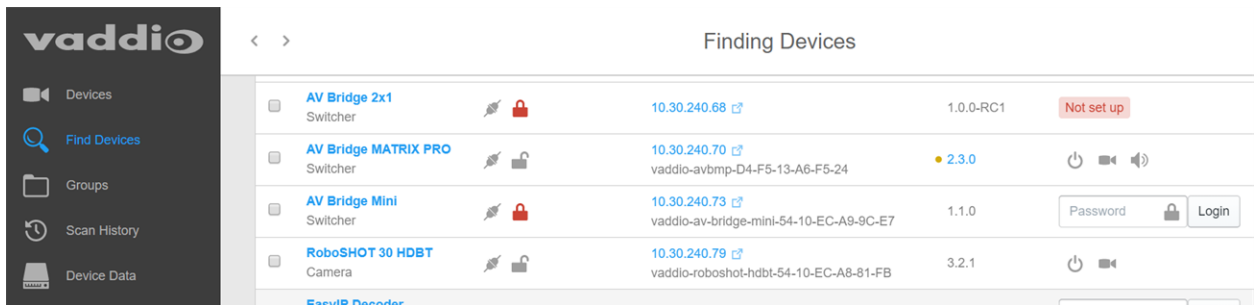 vaddio
Finding Devices
Devices
Find Devices
Groups
Scan History
Device Data
AV Bridge 2x1
Switcher
10.30.240.68
1.0.0-RC1
Not set up
AV Bridge MATRIX PRO
Switcher
10.30.240.70
vaddio-avbmp-D4-F5-13-A6-F5-24
2.3.0
AV Bridge Mini
Switcher
10.30.240.73
vaddio-av-bridge-mini-54-10-EC-A9-9C-E7
1.1.0
Password
Login
RoboSHOT 30 HDBT
Camera
10.30.240.79
vaddio-roboshot-hdbt-54-10-EC-A8-81-FB
3.2.1
EasyIP Decoder